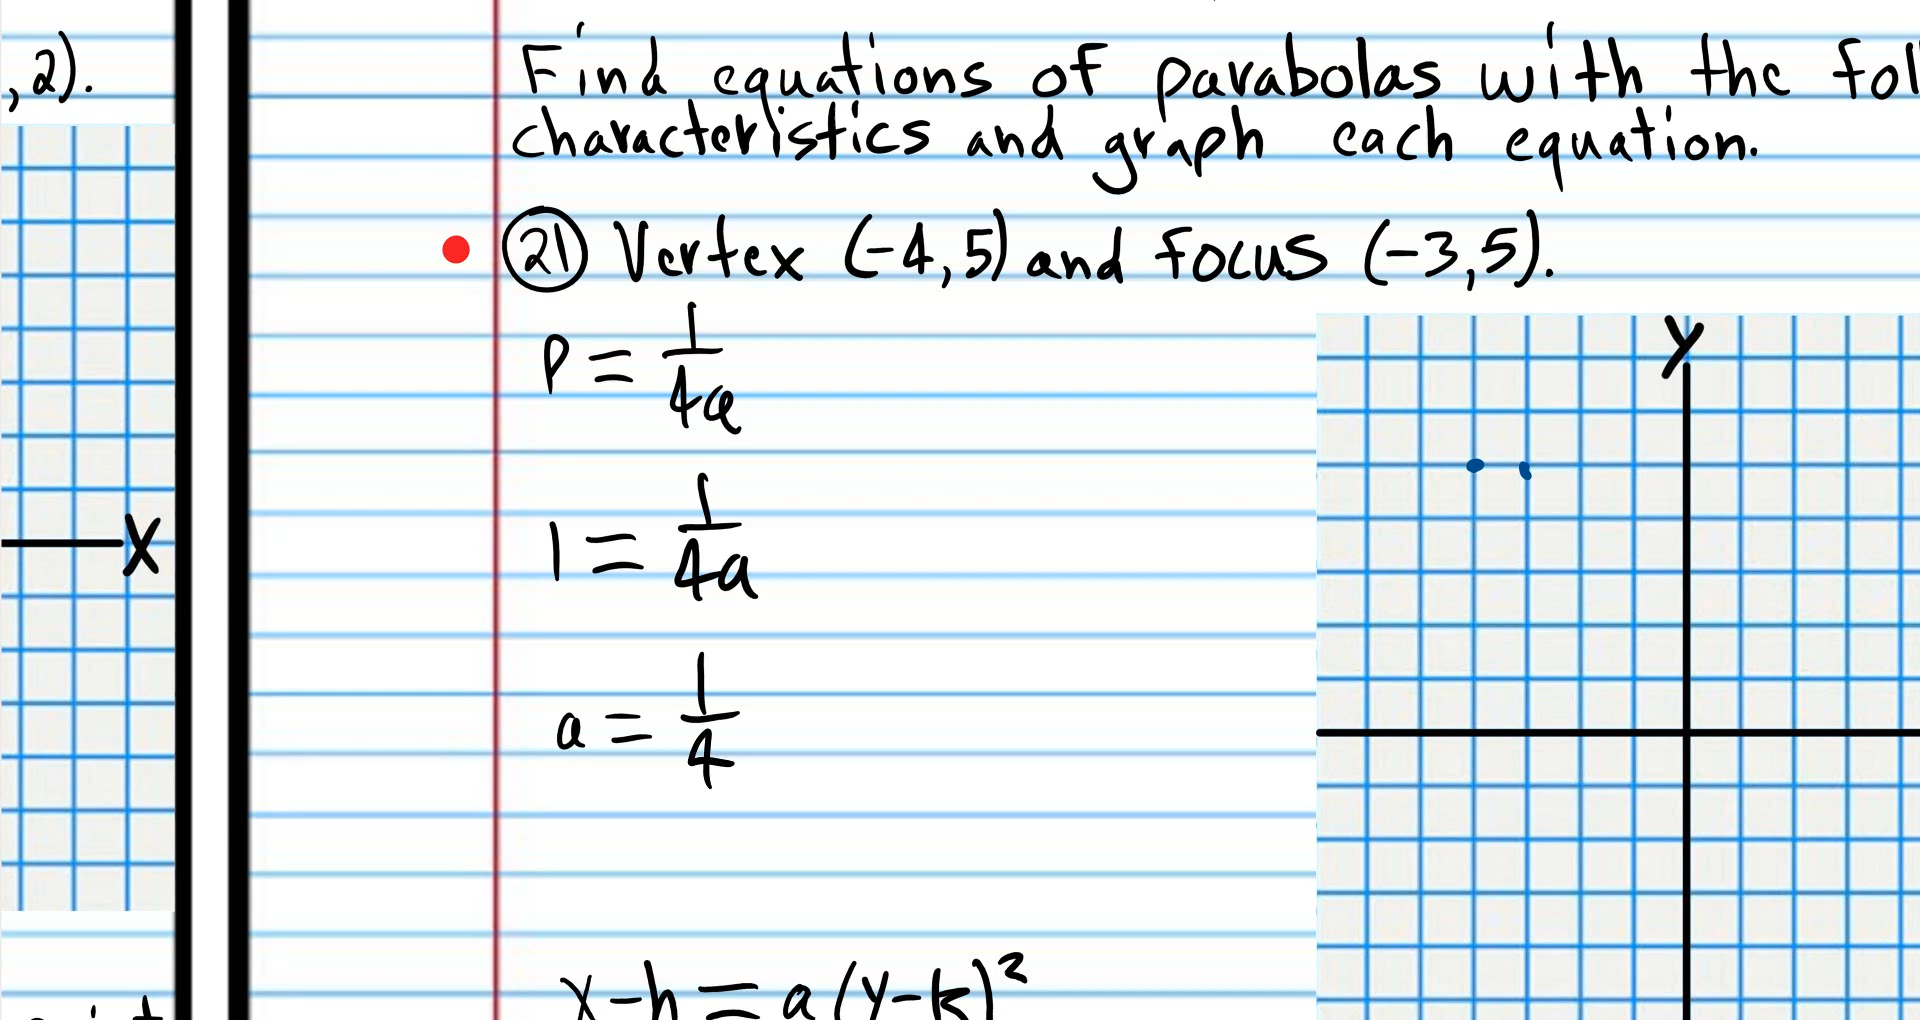 ,2).
Find equations of parabolas with the fol
characteristics and graph each equation.
21 Vertex (-4,5) and focus (-3,5).
P = 1/4a
y
1 = 1/4a
X
a = 1/4
x-h = a(y-k)²